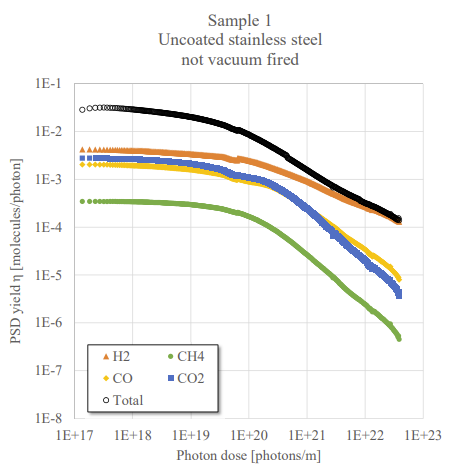 Sample 1
Uncoated stainless steel
not vacuum fired
PSD yield η [molecules/photon]
1E-1
1E-2
1E-3
1E-4
1E-5
1E-6
1E-7
1E-8
H2 CH4
CO CO2
Total
1E+17 1E+18 1E+19 1E+20 1E+21 1E+22 1E+23
Photon dose [photons/m]